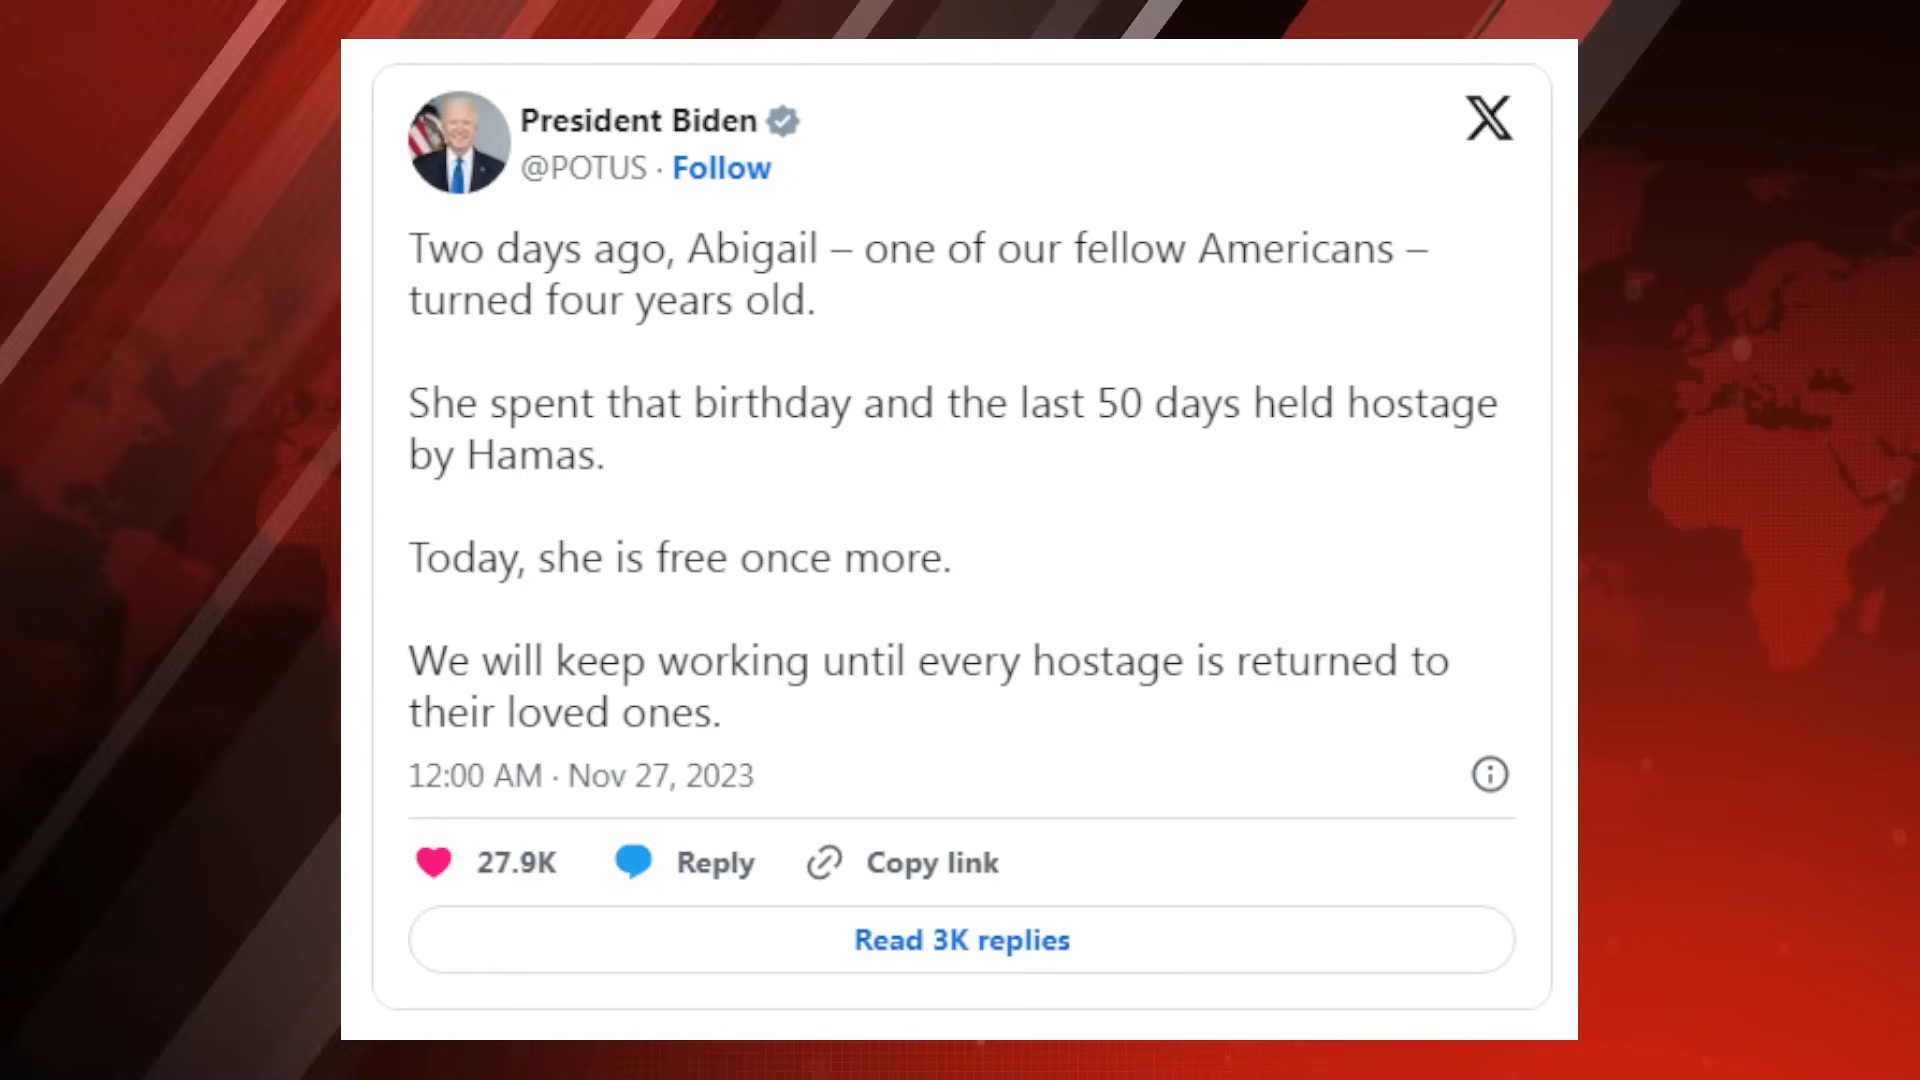 President Biden
@POTUS · Follow
Two days ago, Abigail – one of our fellow Americans –
turned four years old.
She spent that birthday and the last 50 days held hostage
by Hamas.
Today, she is free once more.
We will keep working until every hostage is returned to
their loved ones.
12:00 AM · Nov 27, 2023
27.9K Reply Copy link
Read 3K replies